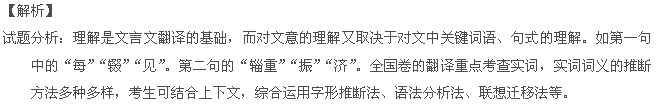 【解析】
试题分析：理解是文言文翻译的基础，而对文意的理解又取决于对文中关键词语、句式的理解。如第一句
中的“每”“辍”“见”。第二句的“辎重”“振”“济”。全国卷的翻译重点考查实词，实词词义的推断
方法多种多样，考生可结合上下文，综合运用字形推断法、语法分析法、联想迁移法等。